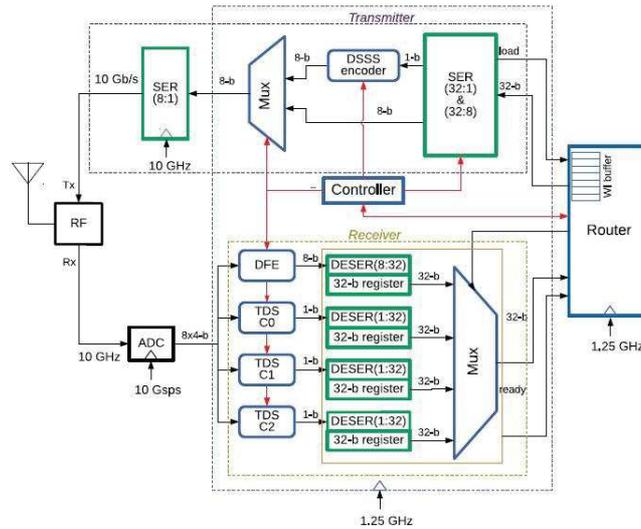 Transmitter
10 Gb/s
SER
(8:1)
10 GHz
8-b
Mux
8-b
DSSS
encoder
1-b
8-b
SER
(32:1)
&
(32:8)
load
32-b
WI buffer
Router
1.25 GHz
Controller
Tx
RF
Rx
10 GHz
ADC
10 Gsps
8x4-b
Receiver
DFE
8-b
DESER(8:32)
32-b register
32-b
TDS
C0
1-b
DESER(1:32)
32-b register
32-b
TDS
C1
1-b
DESER(1:32)
32-b register
32-b
TDS
C2
1-b
DESER(1:32)
32-b register
32-b
Mux
32-b
ready
1.25 GHz